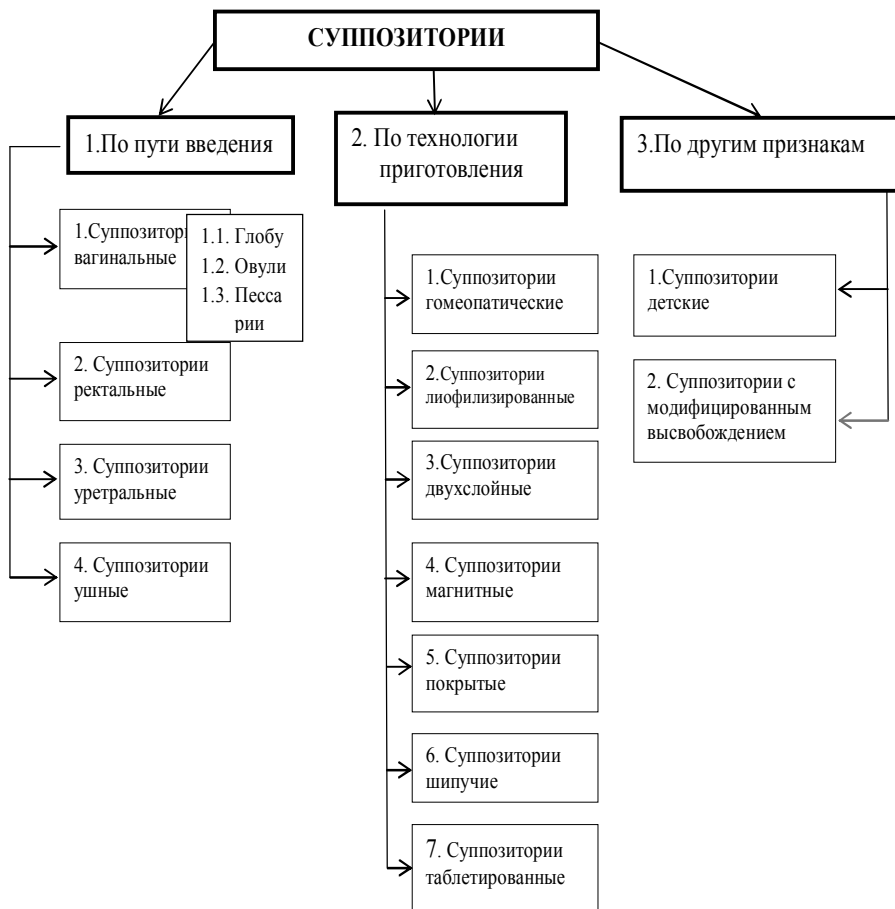 СУППОЗИТОРИИ
1.По пути введения
1.Суппозитори
вагинальные
1.1. Глобу
1.2. Овули
1.3. Песса
рии
2. Суппозитории
ректальные
3. Суппозитории
уретральные
4. Суппозитории
ушные
2. По технологии
приготовления
1.Суппозитории
гомеопатические
2.Суппозитории
лиофилизированные
3.Суппозитории
двухслойные
4. Суппозитории
магнитные
5. Суппозитории
покрытые
6. Суппозитории
шипучие
7. Суппозитории
таблетированные
3.По другим признакам
1.Суппозитории
детские
2. Суппозитории с
модифицированным
высвобождением